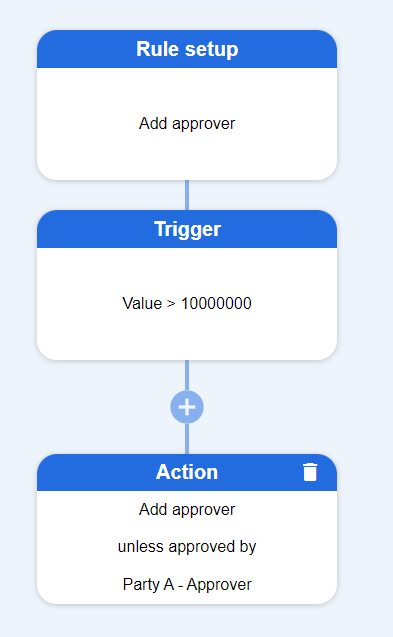 Rule setup
Add approver
Trigger
Value > 10000000
Action
Add approver
unless approved by
Party A - Approver